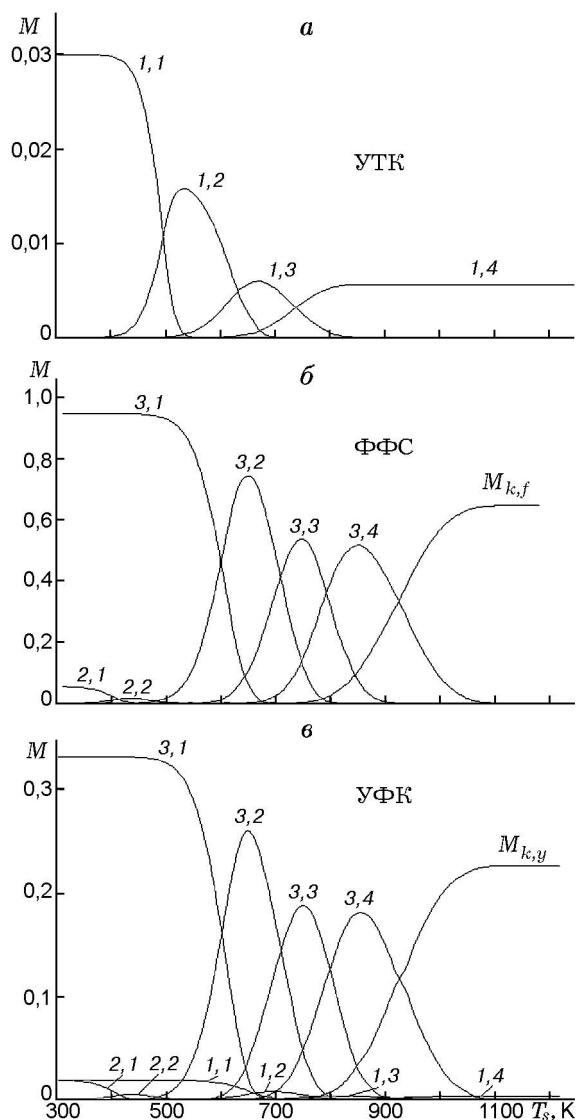 а
M
0,03
1,1
0,02
УТК
1,2
0,01
1,3
1,4
0
б
M
1,0
3,1
ФФС
0,8
3,2
M_{k,f}
0,6
3,3
3,4
0,4
0,2
2,1
2,2
0
в
M
3,1
0,3
УФК
3,2
M_{k,y}
3,3
3,4
0,2
0,1
2,1 2,2 1,1 1,2 1,3 1,4
0
300 500 700 900 1100 T_s, K